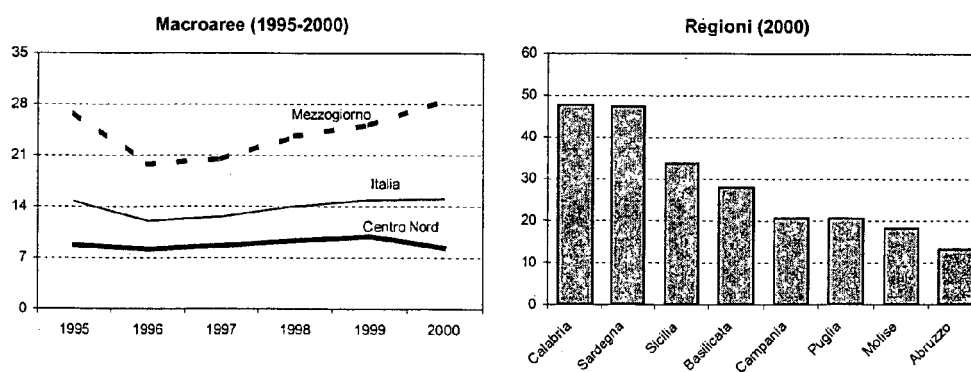 Macroaree (1995-2000)
35
28
21
14
7
0
Mezzogiorno
Italia
Centro Nord
1995 1996 1997 1998 1999 2000
Regioni (2000)
60
50
40
30
20
10
0
Calabria Sardegna Sicilia Basilicata Campania Puglia Molise Abruzzo